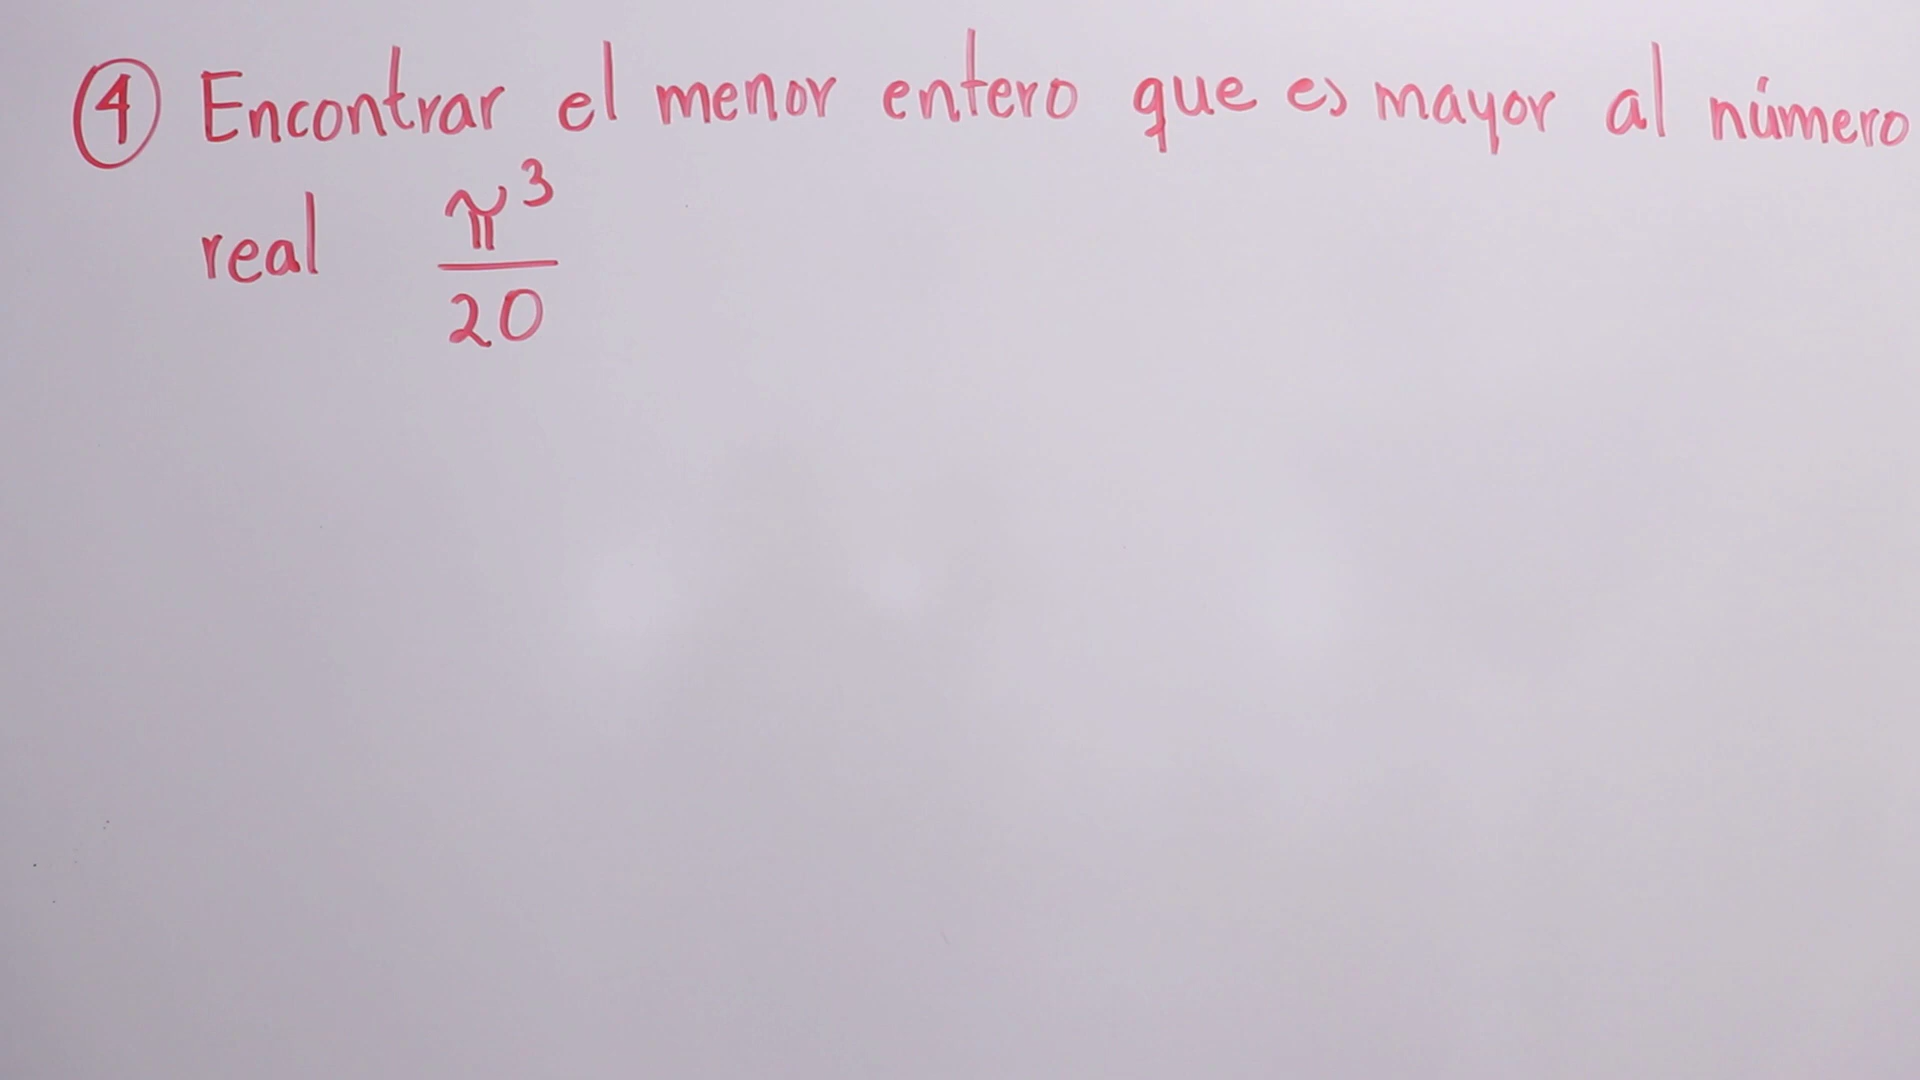 ④ Encontrar el menor entero que es mayor al número
real π³/20